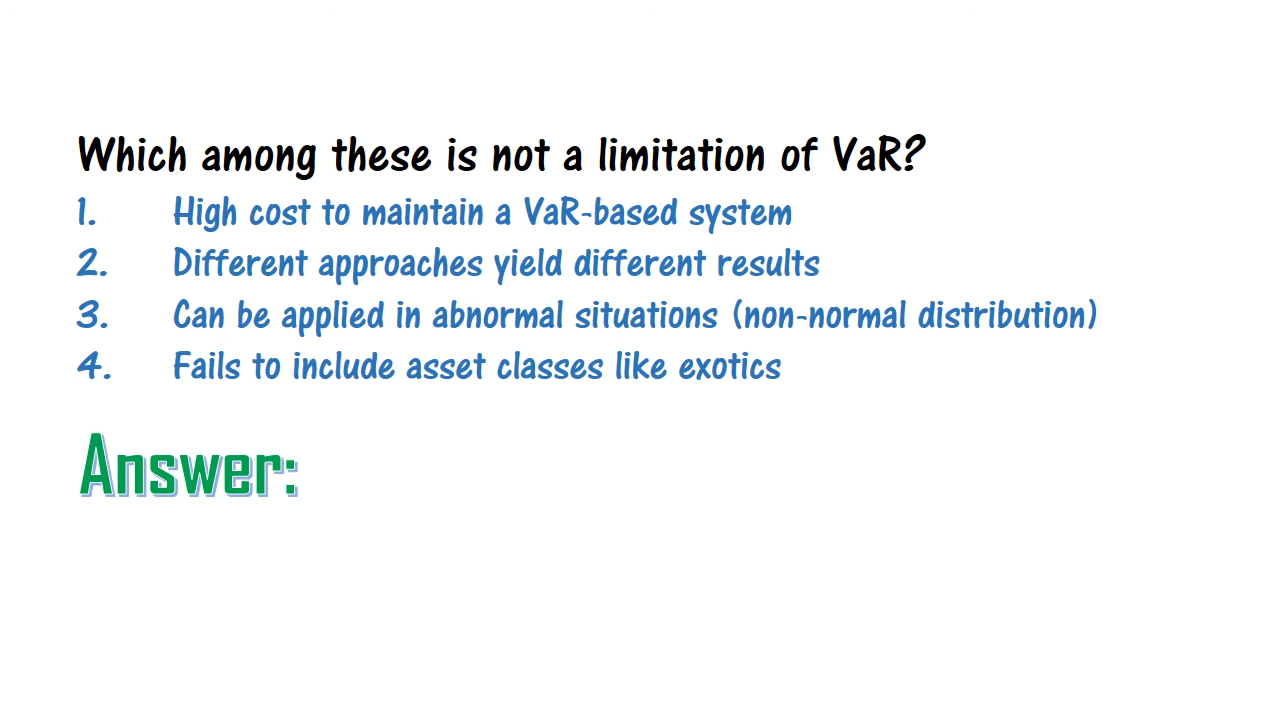 Which among these is not a limitation of VaR?
1. High cost to maintain a VaR-based system
2. Different approaches yield different results
3. Can be applied in abnormal situations (non-normal distribution)
4. Fails to include asset classes like exotics
Answer: